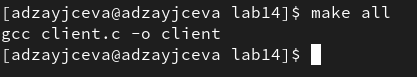 [adzayjceva@adzayjceva lab14]$ make all
gcc client.c -o client
[adzayjceva@adzayjceva lab14]$